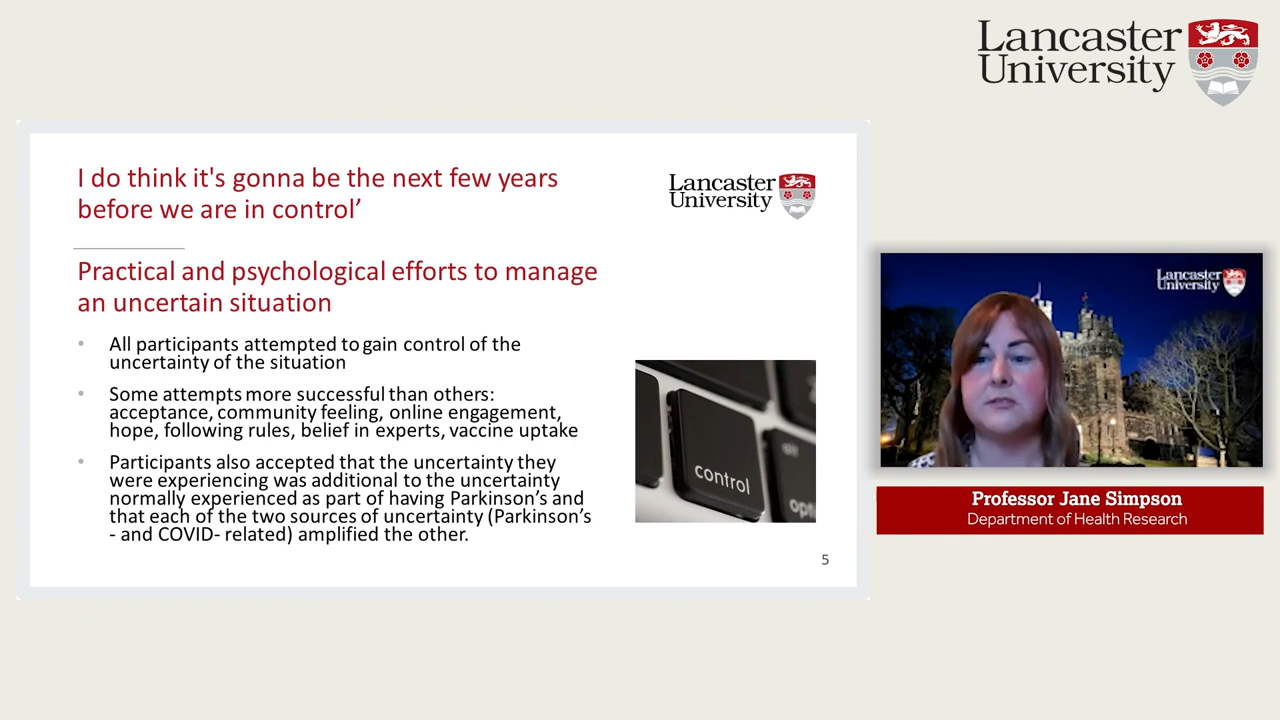 Lancaster
University
I do think it's gonna be the next few years
before we are in control’
Lancaster
University
Practical and psychological efforts to manage
an uncertain situation
• All participants attempted to gain control of the
uncertainty of the situation
• Some attempts more successful than others:
acceptance, community feeling, online engagement,
hope, following rules, belief in experts, vaccine uptake
• Participants also accepted that the uncertainty they
were experiencing was additional to the uncertainty
normally experienced as part of having Parkinson’s and
that each of the two sources of uncertainty (Parkinson’s
- and COVID- related) amplified the other.
control
alt
opt
5
Lancaster
University
Professor Jane Simpson
Department of Health Research